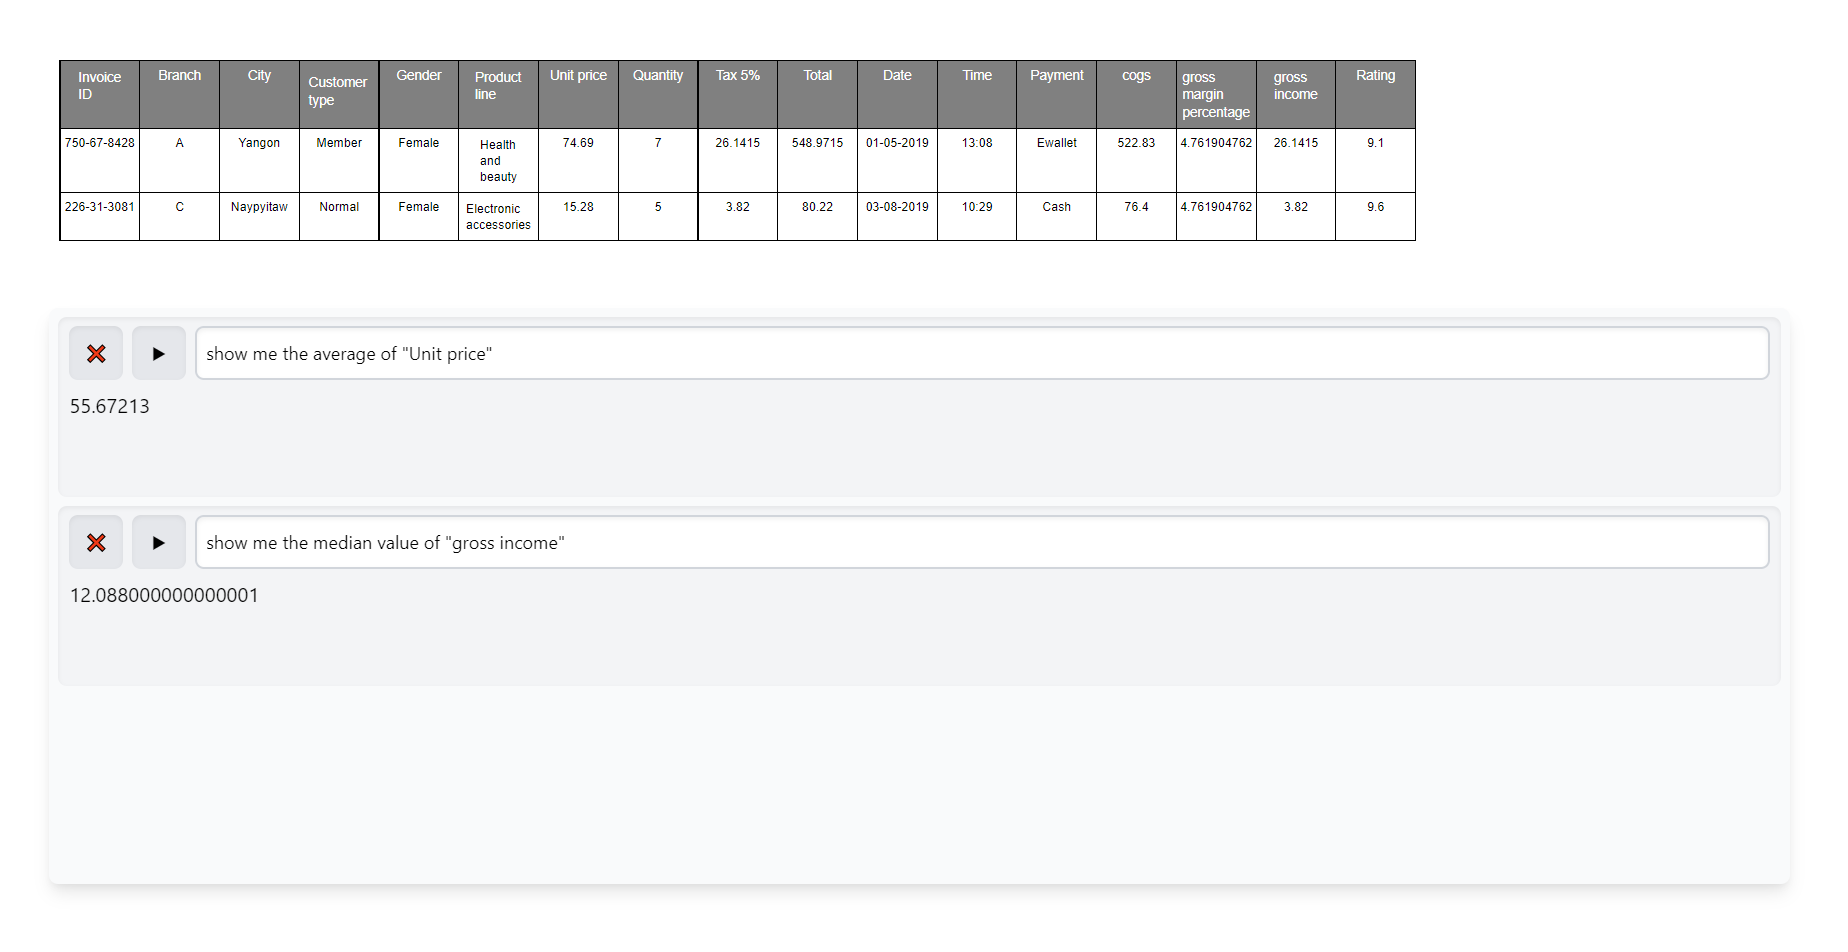 Invoice ID Branch City Customer type Gender Product line Unit price Quantity Tax 5% Total Date Time Payment cogs gross margin percentage gross income Rating
750-67-8428 A Yangon Member Female Health and beauty 74.69 7 26.1415 548.9715 01-05-2019 13:08 Ewallet 522.83 4.761904762 26.1415 9.1
226-31-3081 C Naypyitaw Normal Female Electronic accessories 15.28 5 3.82 80.22 03-08-2019 10:29 Cash 76.4 4.761904762 3.82 9.6
show me the average of "Unit price"
55.67213
show me the median value of "gross income"
12.088000000000001